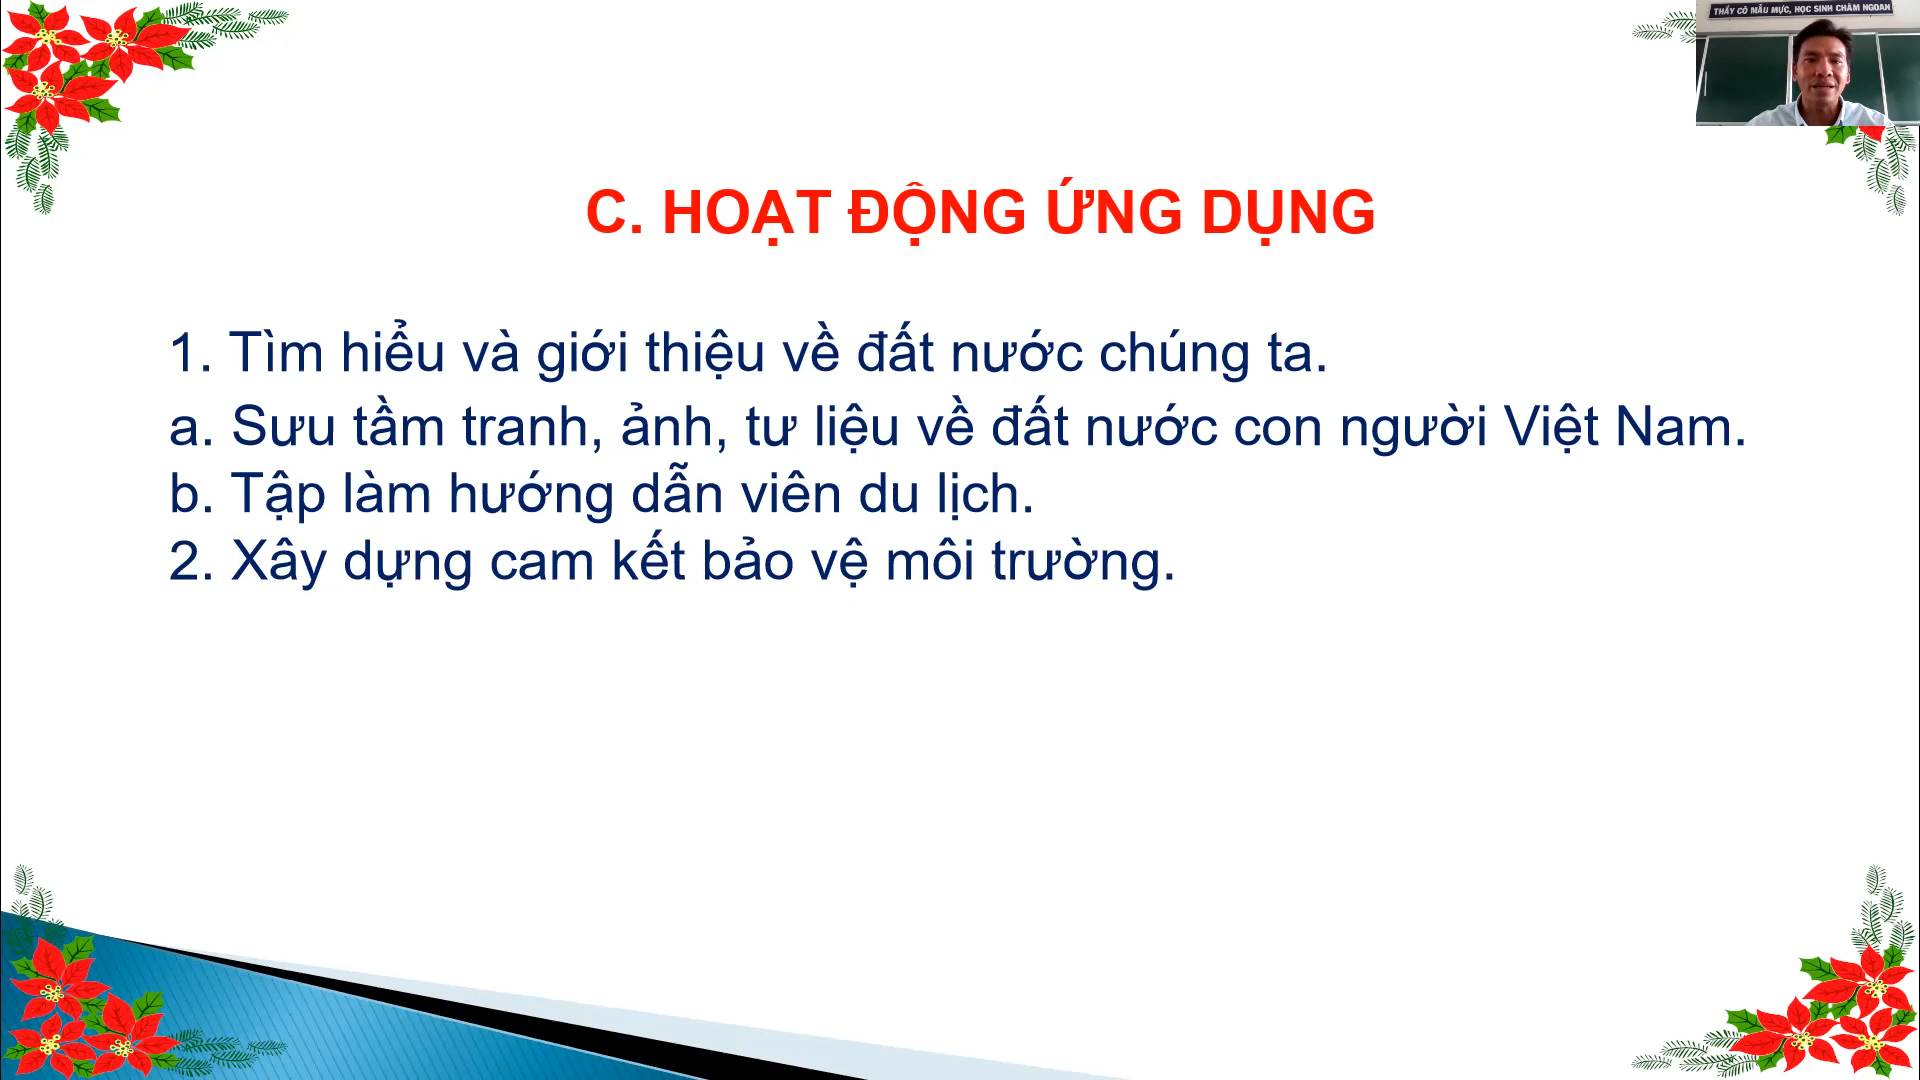 THẦY CÔ MẪU MỰC, HỌC SINH CHĂM NGOAN
C. HOẠT ĐỘNG ỨNG DỤNG
1. Tìm hiểu và giới thiệu về đất nước chúng ta.
a. Sưu tầm tranh, ảnh, tư liệu về đất nước con người Việt Nam.
b. Tập làm hướng dẫn viên du lịch.
2. Xây dựng cam kết bảo vệ môi trường.